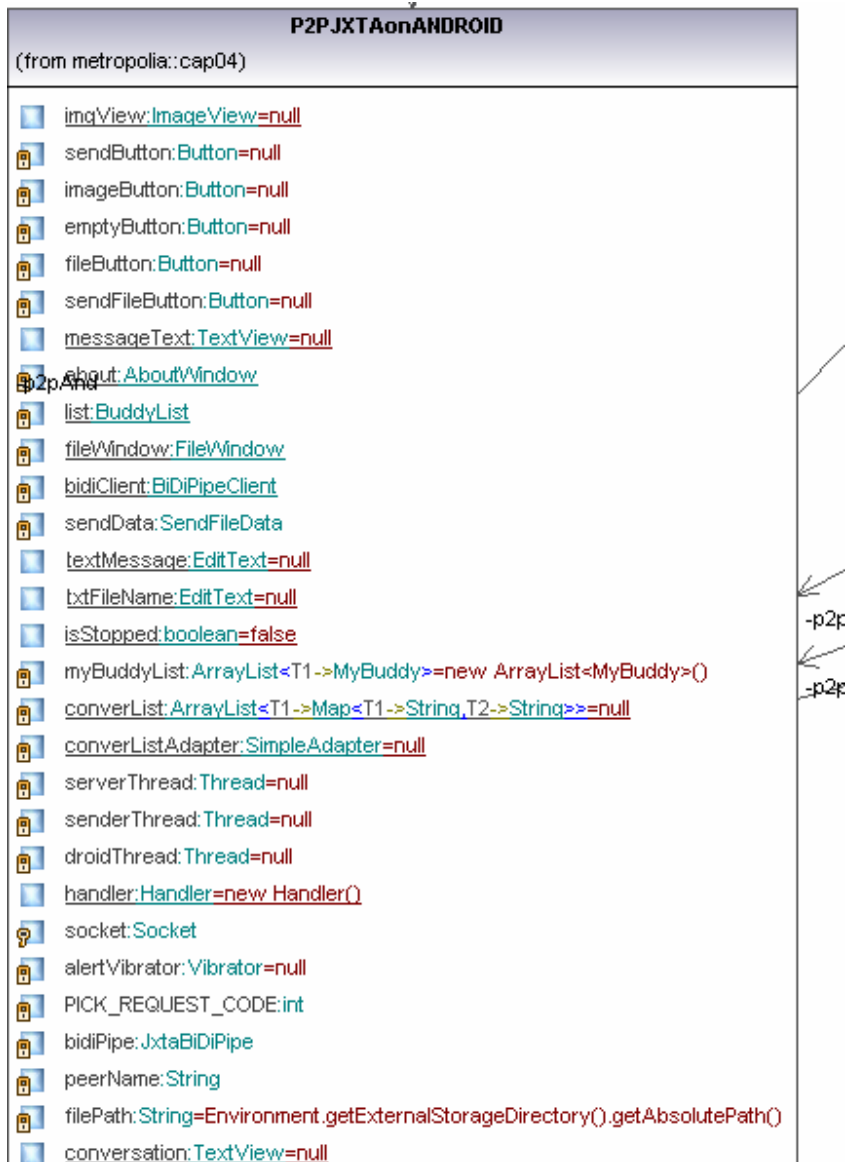 P2PJXTAonANDROID
(from metropolia::cap04)
imgView:ImageView=null
sendButton:Button=null
imageButton:Button=null
emptyButton:Button=null
fileButton:Button=null
sendFileButton:Button=null
messageText:TextView=null
about:AboutWindow
-p2pAnd
list:BuddyList
fileWindow:FileWindow
bidiClient:BiDiPipeClient
sendData:SendFileData
textMessage:EditText=null
txtFileName:EditText=null
isStopped:boolean=false
-p2p
myBuddyList:ArrayList<T1->MyBuddy>=new ArrayList<MyBuddy>()
converList:ArrayList<T1->Map<T1->String,T2->String>>=null
-p2p
converListAdapter:SimpleAdapter=null
serverThread:Thread=null
senderThread:Thread=null
droidThread:Thread=null
handler:Handler=new Handler()
socket:Socket
alertVibrator:Vibrator=null
PICK_REQUEST_CODE:int
bidiPipe:JxtaBiDiPipe
peerName:String
filePath:String=Environment.getExternalStorageDirectory().getAbsolutePath()
conversation:TextView=null